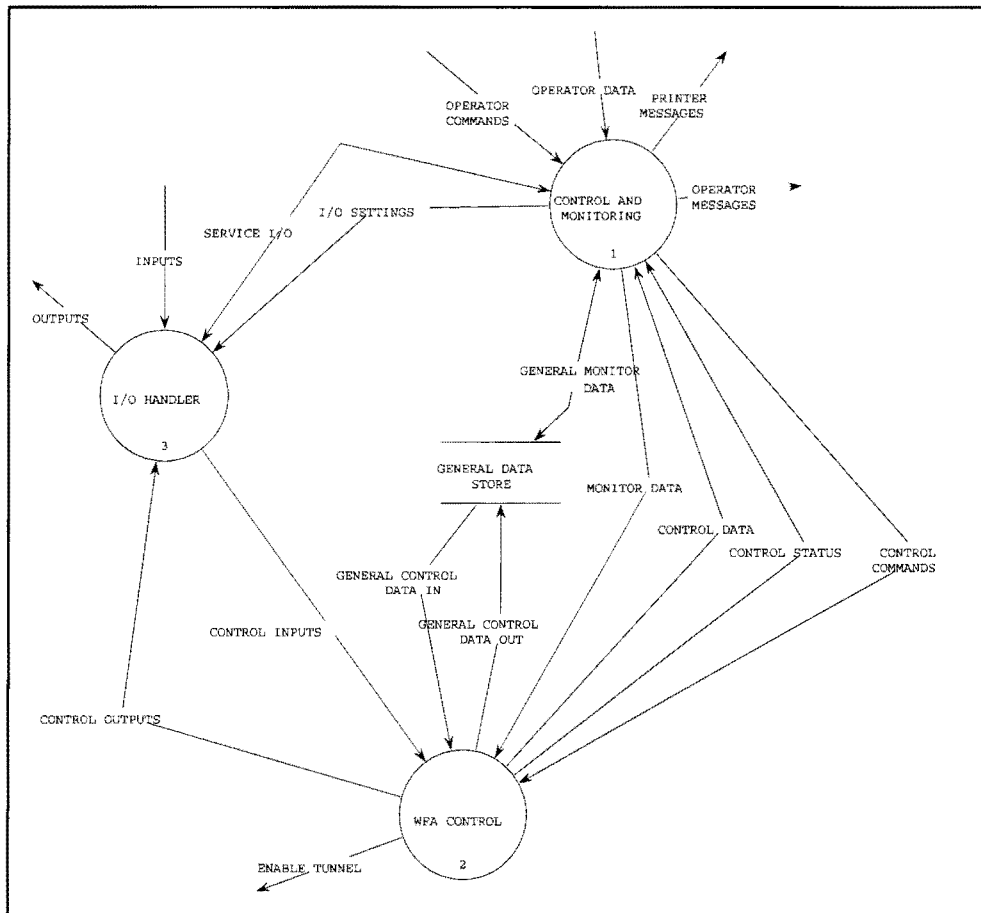 OPERATOR DATA
OPERATOR
COMMANDS
PRINTER
MESSAGES
OPERATOR
MESSAGES
CONTROL AND
MONITORING
1
I/O SETTINGS
SERVICE I/O
INPUTS
OUTPUTS
I/O HANDLER
3
GENERAL MONITOR
DATA
GENERAL DATA
STORE
MONITOR DATA
CONTROL DATA
CONTROL STATUS
CONTROL
COMMANDS
GENERAL CONTROL
DATA IN
GENERAL CONTROL
DATA OUT
CONTROL INPUTS
CONTROL OUTPUTS
WFA CONTROL
2
ENABLE TUNNEL